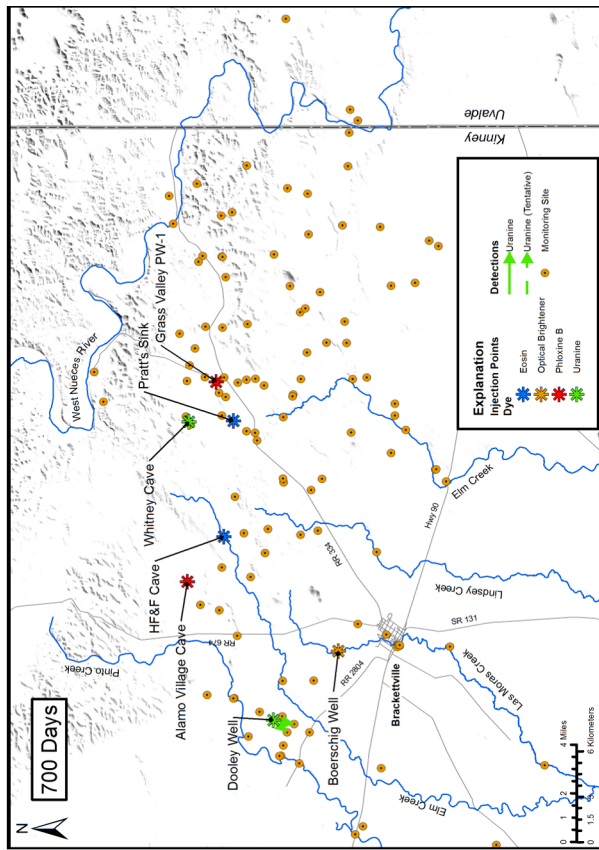 700 Days
N
West Nueces River
Pinto Creek
Pratt's Sink
Grass Valley PW-1
Whitney Cave
HF&F Cave
Alamo Village Cave
Dooley Well
Boerschig Well
RR 674
RR 334
RR 2804
SR 131
Hwy 90
Brackettville
Elm Creek
Las Moras Creek
Lindsey Creek
Elm Creek
Kinney
Uvalde
0 1 2 4 Miles
0 1.5 3 6 Kilometers
Explanation
Injection Points
Dye
Eosin
Optical Brightener
Phloxine B
Uranine
Detections
Uranine
Uranine (Tentative)
Monitoring Site